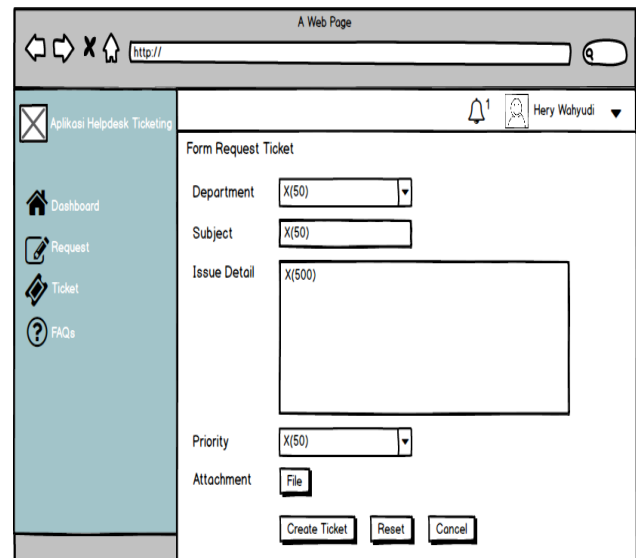 A Web Page
http://
Aplikasi Helpdesk Ticketing
1
Hery Wahyudi
Dashboard
Request
Ticket
FAQs
Form Request Ticket
Department
X(50)
Subject
X(50)
Issue Detail
X(500)
Priority
X(50)
Attachment
File
Create Ticket
Reset
Cancel